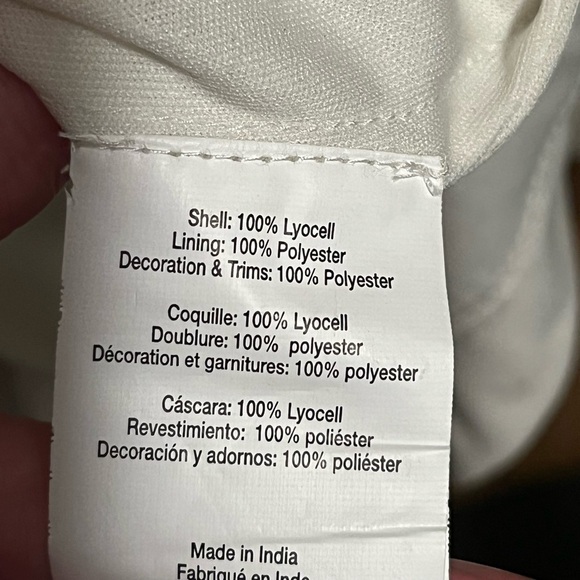 Shell: 100% Lyocell
Lining: 100% Polyester
Decoration & Trims: 100% Polyester
Coquille: 100% Lyocell
Doublure: 100% polyester
Décoration et garnitures: 100% polyester
Cáscara: 100% Lyocell
Revestimiento: 100% poliéster
Decoración y adornos: 100% poliéster
Made in India
Fabriqué en Inde